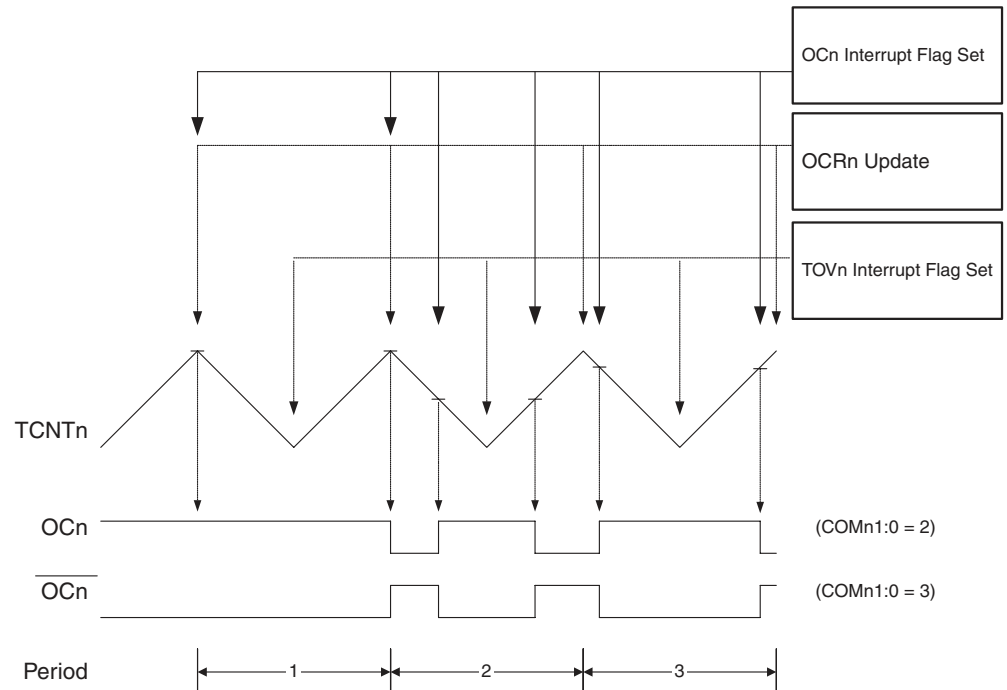 OCn Interrupt Flag Set
OCRn Update
TOVn Interrupt Flag Set
TCNTn
OCn
(COMn1:0 = 2)
OCn
(COMn1:0 = 3)
Period
1
2
3